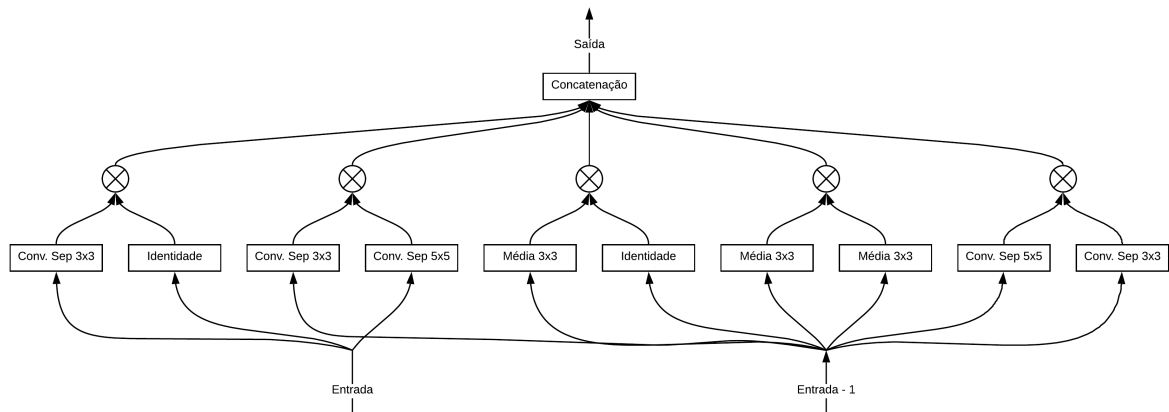 Saída
Concatenação
Conv. Sep 3x3
Identidade
Conv. Sep 3x3
Conv. Sep 5x5
Média 3x3
Identidade
Média 3x3
Média 3x3
Conv. Sep 5x5
Conv. Sep 3x3
Entrada
Entrada - 1